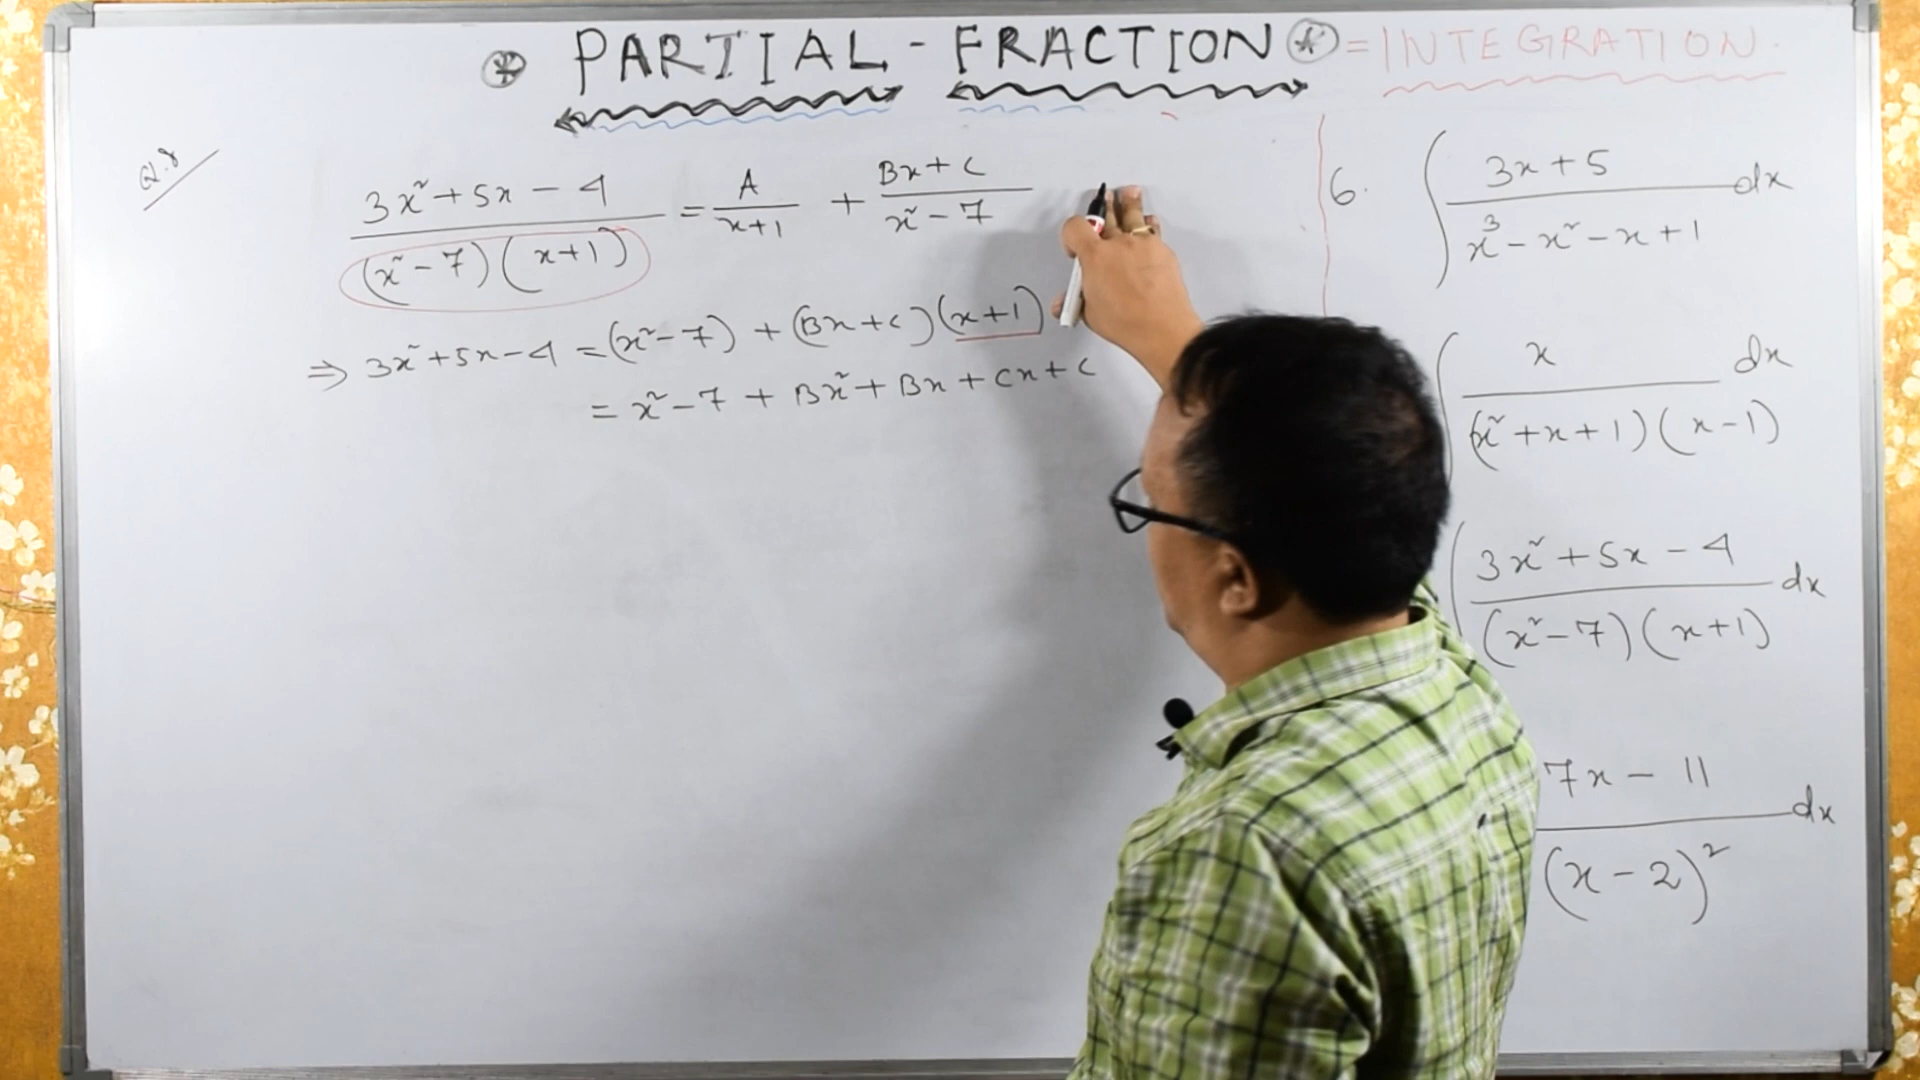 * PARTIAL - FRACTION * = INTEGRATION.
Q.8
3x² + 5x - 4 / (x² - 7)(x+1) = A / x+1 + Bx + C / x² - 7
⇒ 3x² + 5x - 4 = (x² - 7) + (Bx + C)(x+1)
= x² - 7 + Bx² + Bx + Cx + C
6. ∫ 3x + 5 / x³ - x² - x + 1 dx
∫ x / (x² + x + 1)(x - 1) dx
∫ 3x² + 5x - 4 / (x² - 7)(x+1) dx
7x - 11 / (x - 2)² dx